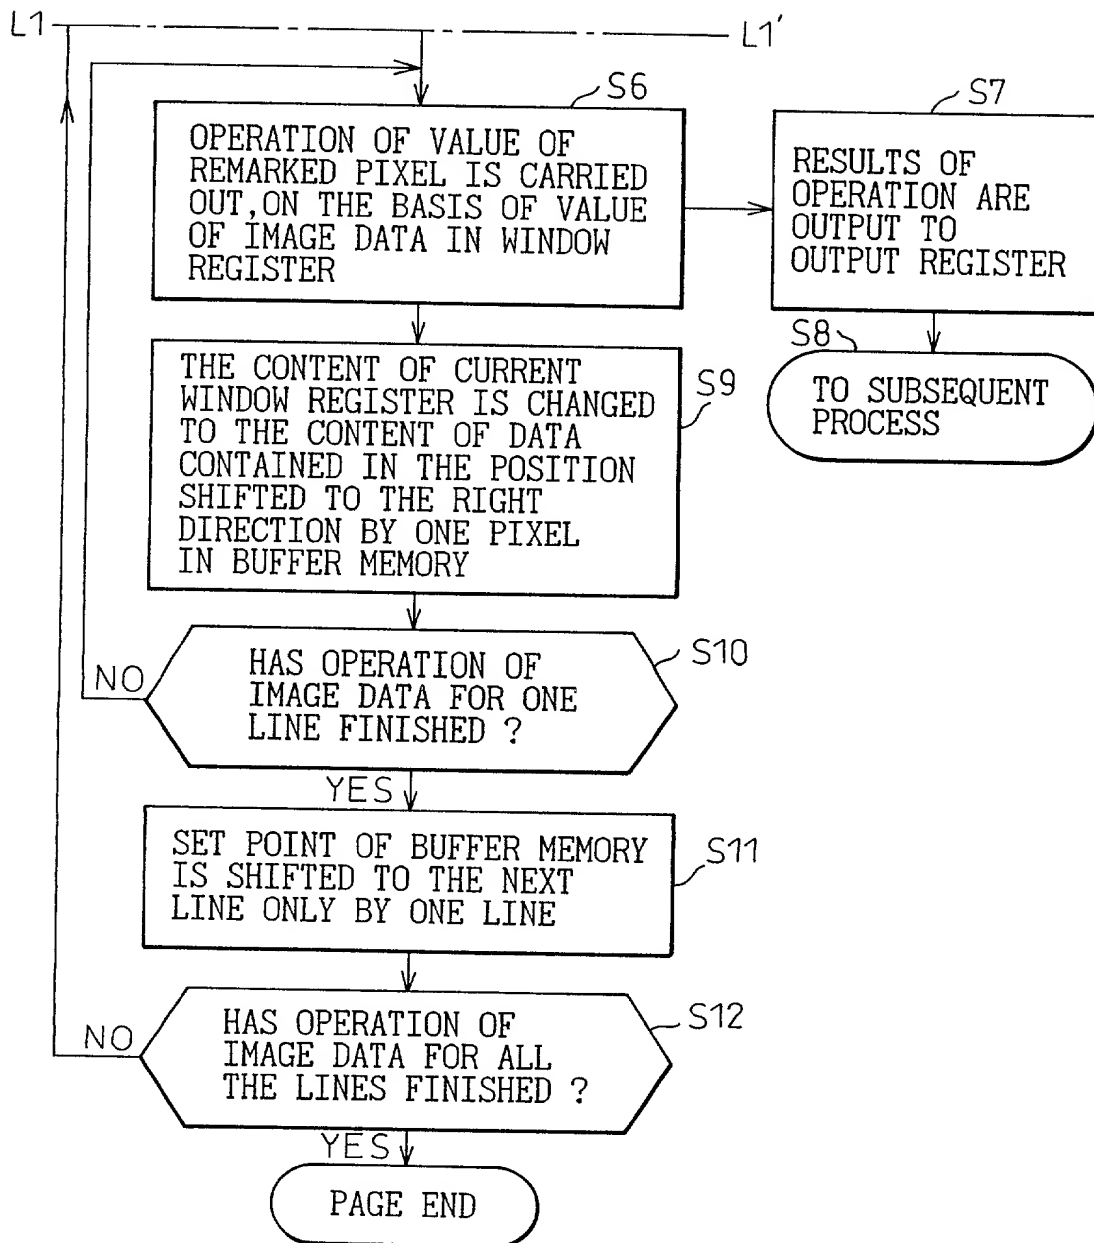 L1
L1'
S6
OPERATION OF VALUE OF
REMARKED PIXEL IS CARRIED
OUT,ON THE BASIS OF VALUE
OF IMAGE DATA IN WINDOW
REGISTER
S7
RESULTS OF
OPERATION ARE
OUTPUT TO
OUTPUT REGISTER
S8
TO SUBSEQUENT
PROCESS
S9
THE CONTENT OF CURRENT
WINDOW REGISTER IS CHANGED
TO THE CONTENT OF DATA
CONTAINED IN THE POSITION
SHIFTED TO THE RIGHT
DIRECTION BY ONE PIXEL
IN BUFFER MEMORY
S10
HAS OPERATION OF
IMAGE DATA FOR ONE
LINE FINISHED ?
NO
YES
S11
SET POINT OF BUFFER MEMORY
IS SHIFTED TO THE NEXT
LINE ONLY BY ONE LINE
S12
HAS OPERATION OF
IMAGE DATA FOR ALL
THE LINES FINISHED ?
NO
YES
PAGE END